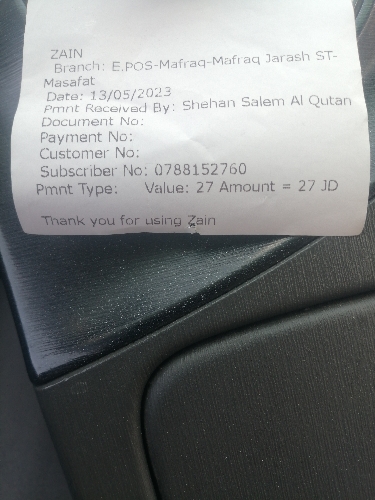 ZAIN
Branch: E.POS-Mafraq-Mafraq Jarash ST-
Masafat
Date: 13/05/2023
Pmnt Received By: Shehan Salem Al Qutan
Document No:
Payment No:
Customer No:
Subscriber No: 0788152760
Pmnt Type: Value: 27 Amount = 27 JD
Thank you for using Zain